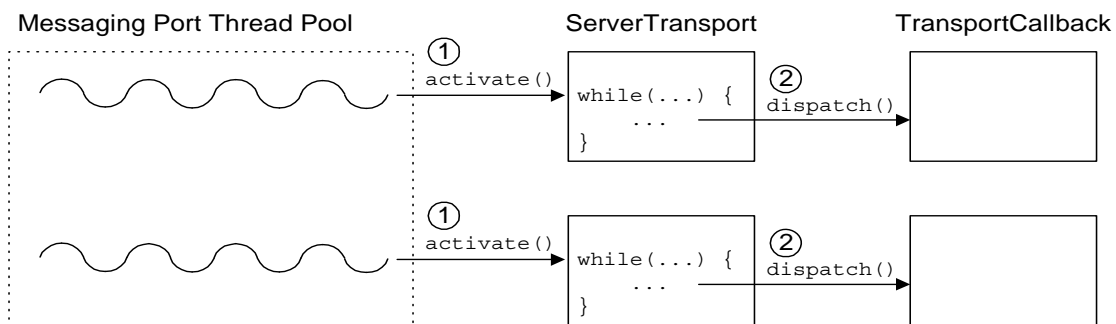 Messaging Port Thread Pool ServerTransport TransportCallback
1
activate()
while(...) {
...
}
2
dispatch()
1
activate()
while(...) {
...
}
2
dispatch()